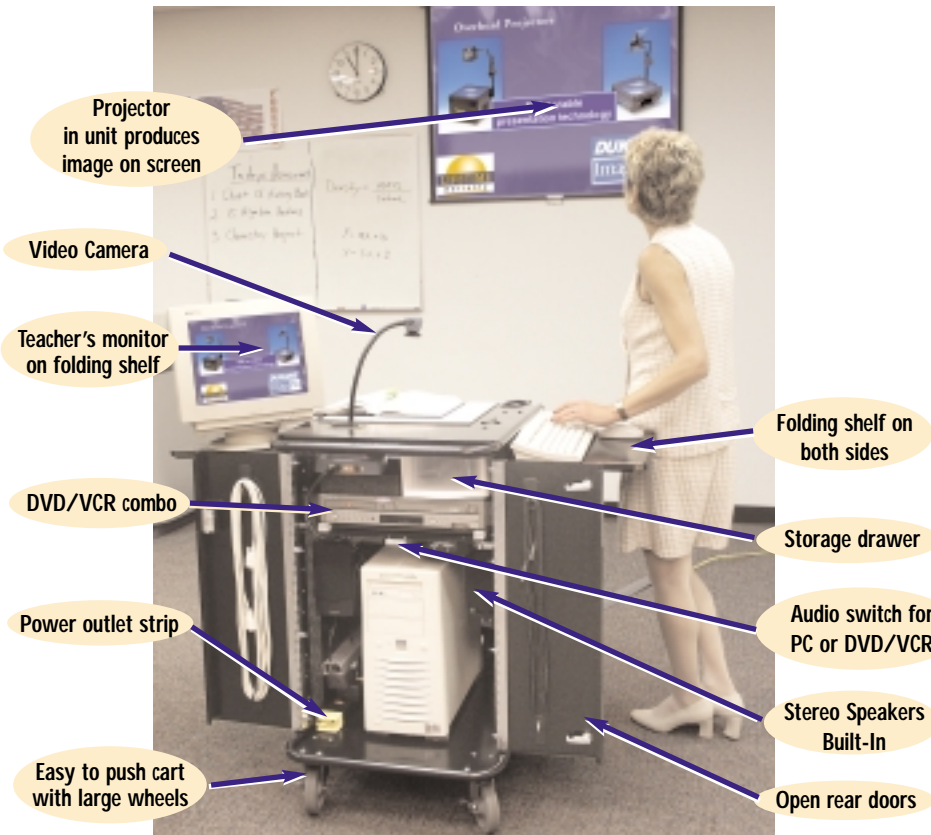 Overhead Projectors
presentation technology
Projector
in unit produces
image on screen
Video Camera
Teacher's monitor
on folding shelf
Folding shelf on
both sides
DVD/VCR combo
Storage drawer
Power outlet strip
Audio switch for
PC or DVD/VCR
Stereo Speakers
Built-In
Easy to push cart
with large wheels
Open rear doors